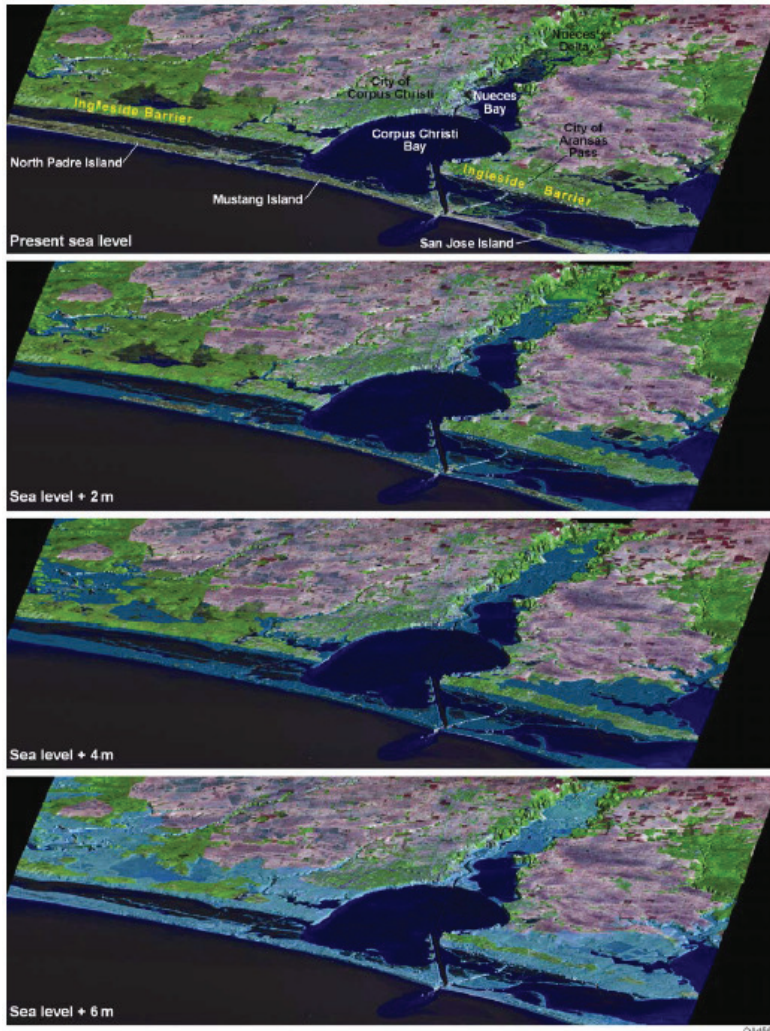 Nueces
Delta
City of
Corpus Christi
Nueces
Bay
Ingleside Barrier
Corpus Christi
Bay
City of
Aransas
Pass
North Padre Island
Ingleside Barrier
Mustang Island
Present sea level
San Jose Island
Sea level + 2 m
Sea level + 4 m
Sea level + 6 m